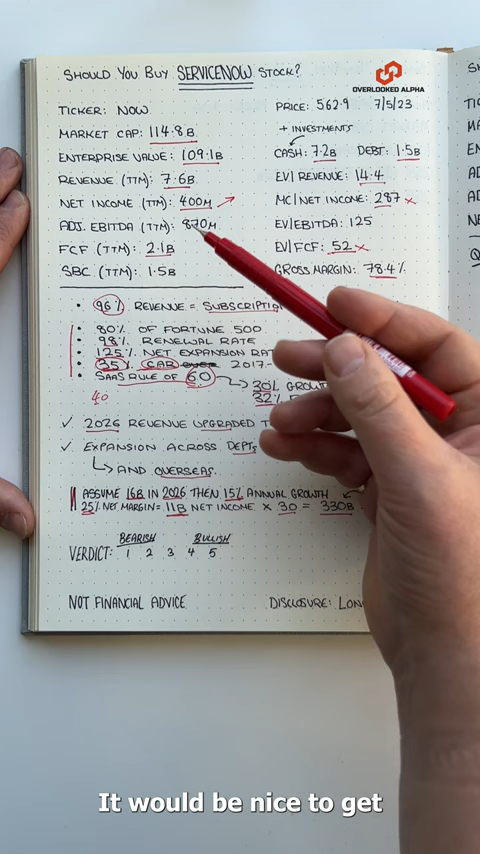 SHOULD YOU BUY SERVICENOW STOCK?
OVERLOOKED ALPHA
TICKER: NOW
PRICE: 562.9 7/5/23
MARKET CAP: 114.8B
+ INVESTMENTS
ENTERPRISE VALUE: 109.1B
CASH: 7.2B DEBT: 1.5B
REVENUE (TTM): 7.6B
EV/REVENUE: 14.4
NET INCOME (TTM): 400M
MC/NET INCOME: 287 x
ADJ. EBITDA (TTM): 870M
EV/EBITDA: 125
FCF (TTM): 2.1B
EV/FCF: 52 x
SBC (TTM): 1.5B
GROSS MARGIN: 78.4%
• 96% REVENUE = SUBSCRIPTIO
• 80% OF FORTUNE 500
• 98% RENEWAL RATE
• 125% NET EXPANSION RAT
• 35% CAR OVER 2017-
• SAAS RULE OF 60 → 30% GROWT
40
32%
✓ 2026 REVENUE UPGRADED T
✓ EXPANSION ACROSS DEPTS
AND OVERSEAS
ASSUME 16B IN 2026 THEN 15% ANNUAL GROWTH
25% NET MARGIN = 11B NET INCOME x 30 = 330B
BEARISH BULLISH
VERDICT: 1 2 3 4 5
NOT FINANCIAL ADVICE
DISCLOSURE: LON
It would be nice to get